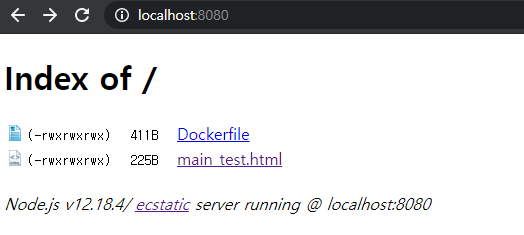 localhost:8080
Index of /
(-rwxrwxrwx) 411B Dockerfile
(-rwxrwxrwx) 225B main_test.html
Node.js v12.18.4/ ecstatic server running @ localhost:8080